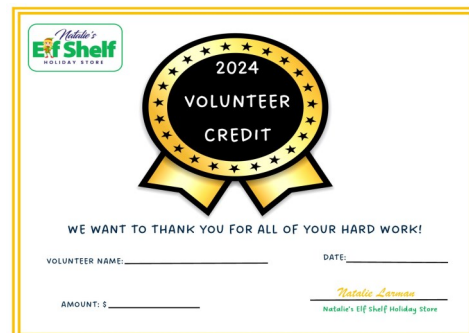 Natalie's
Elf Shelf
HOLIDAY STORE
2024
VOLUNTEER
CREDIT
WE WANT TO THANK YOU FOR ALL OF YOUR HARD WORK!
VOLUNTEER NAME:
DATE:
AMOUNT: $
Natalie Larman
Natalie's Elf Shelf Holiday Store